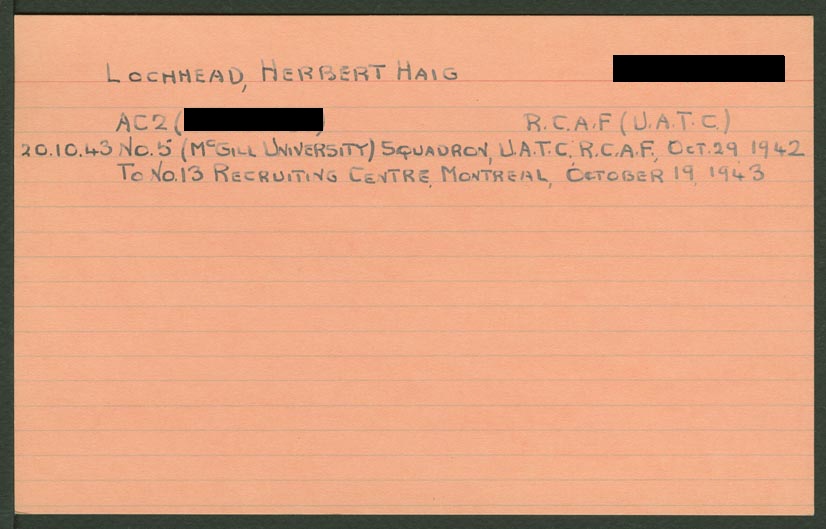 LOCHHEAD, HERBERT HAIG
AC2 ( ) R.C.A.F (U.A.T.C.)
20.10.43 No.5 (McGILL UNIVERSITY) SQUADRON, U.A.T.C, R.C.A.F, OCT.29, 1942
TO No.13 RECRUITING CENTRE, MONTREAL, OCTOBER 19, 1943